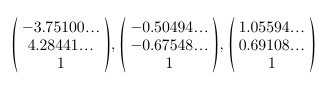 (−3.75100…), (−0.50494…), (1.05594…)
(4.28441…), (−0.67548…), (0.69108…)
(1), (1), (1)